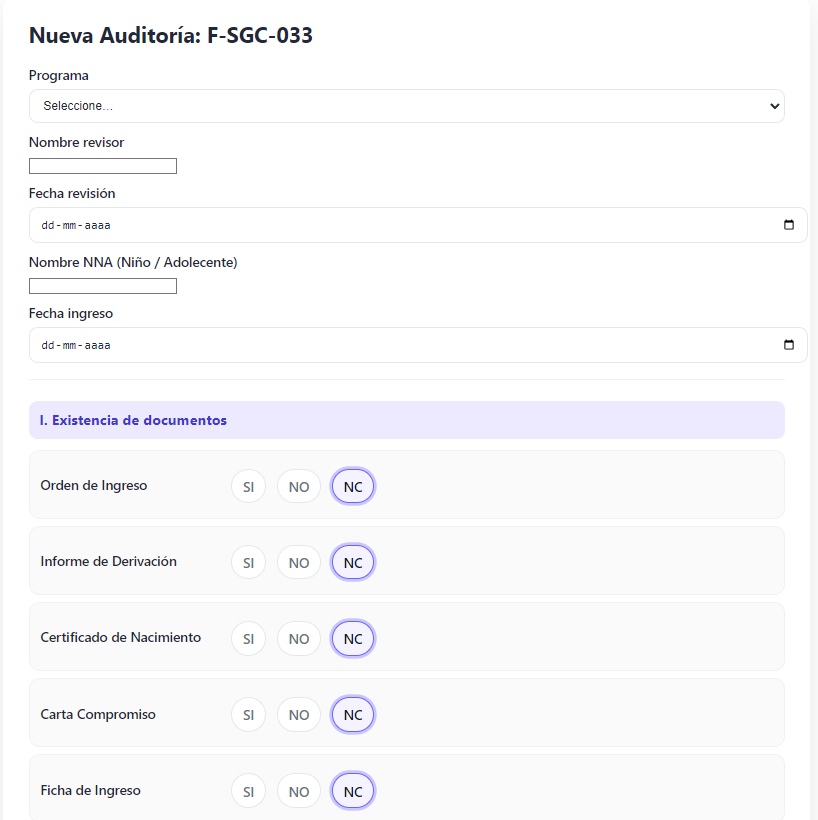 Nueva Auditoría: F-SGC-033
Programa
Seleccione...
Nombre revisor
Fecha revisión
dd-mm-aaaa
Nombre NNA (Niño / Adolecente)
Fecha ingreso
dd-mm-aaaa
I. Existencia de documentos
Orden de Ingreso SI NO NC
Informe de Derivación SI NO NC
Certificado de Nacimiento SI NO NC
Carta Compromiso SI NO NC
Ficha de Ingreso SI NO NC